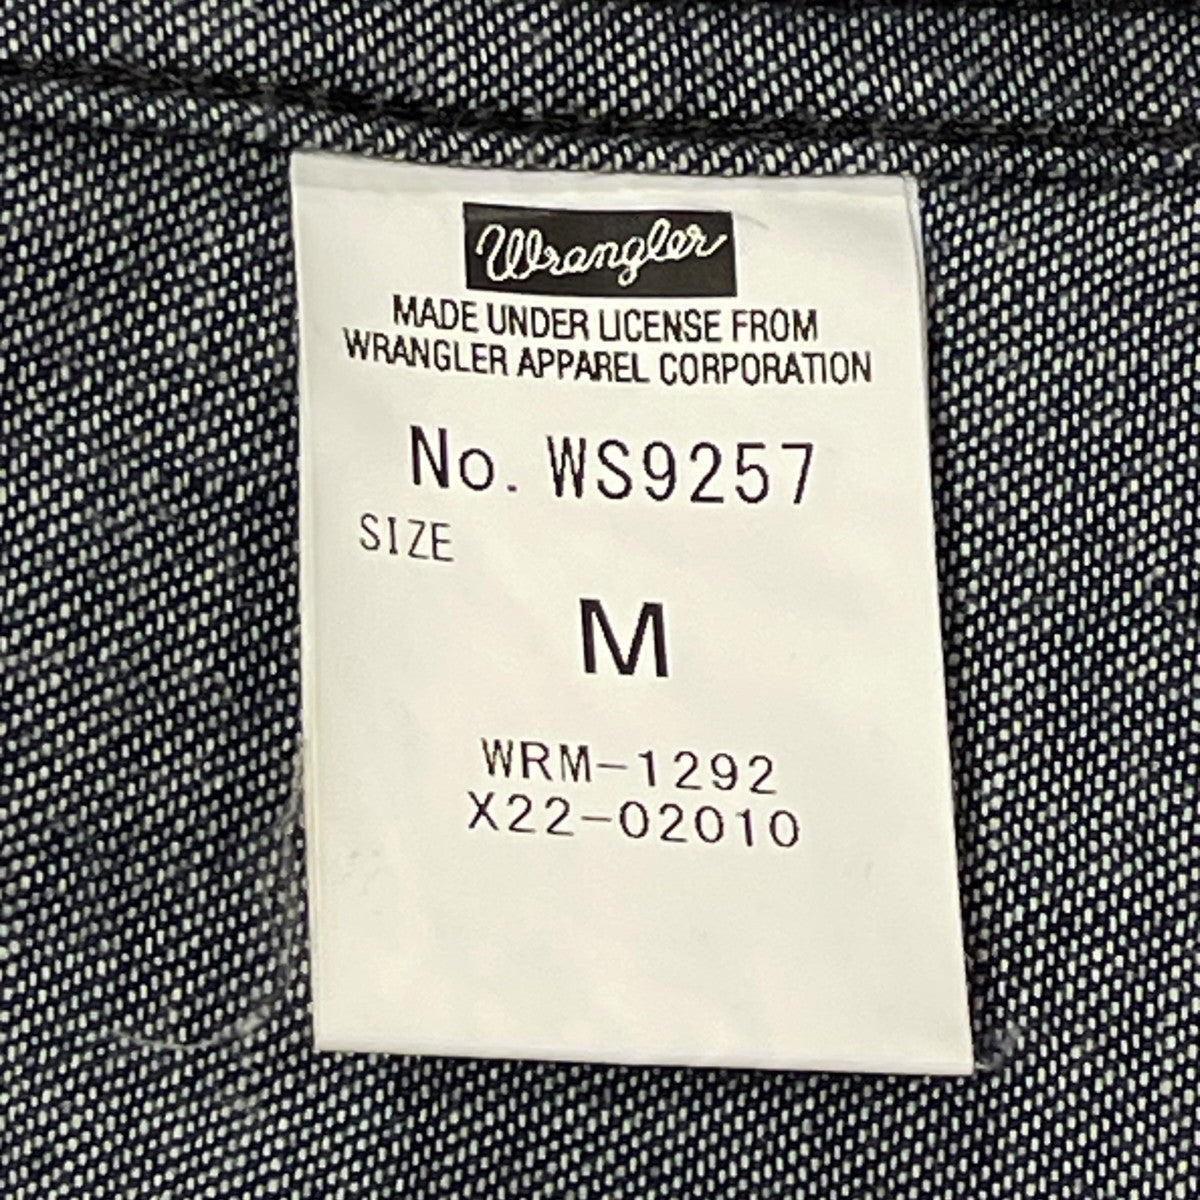 Wrangler
MADE UNDER LICENSE FROM
WRANGLER APPAREL CORPORATION
No. WS9257
SIZE
M
WRM-1292
X22-02010